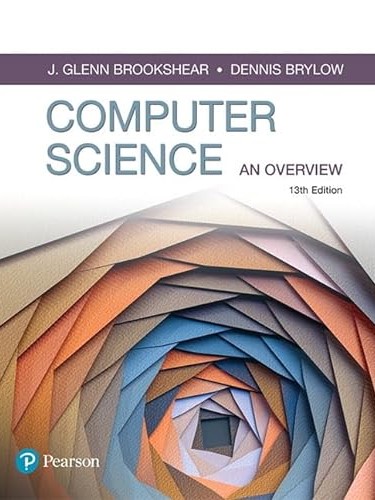 J. GLENN BROOKSHEAR • DENNIS BRYLOW
COMPUTER
SCIENCE AN OVERVIEW
13th Edition
Pearson